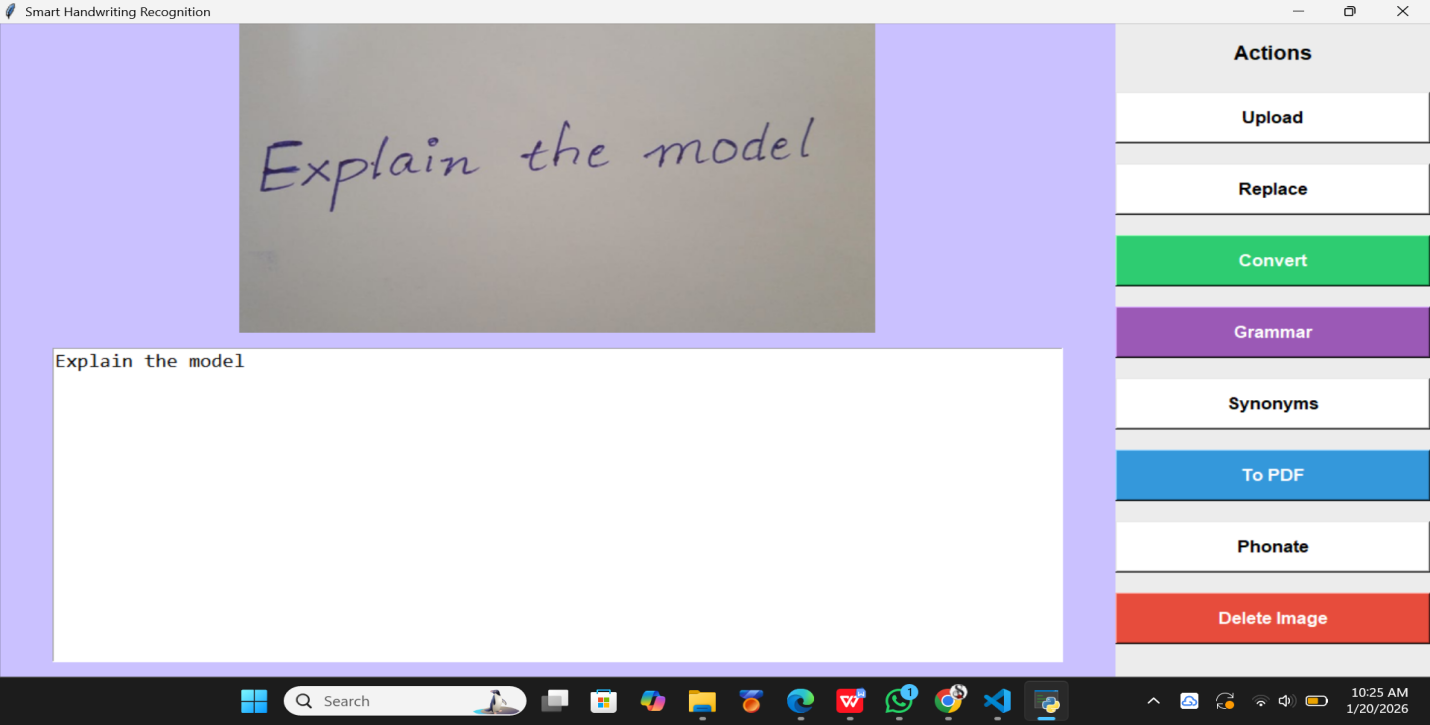 Smart Handwriting Recognition
Explain the model
Explain the model
Actions
Upload
Replace
Convert
Grammar
Synonyms
To PDF
Phonate
Delete Image
Search
1
10:25 AM
1/20/2026